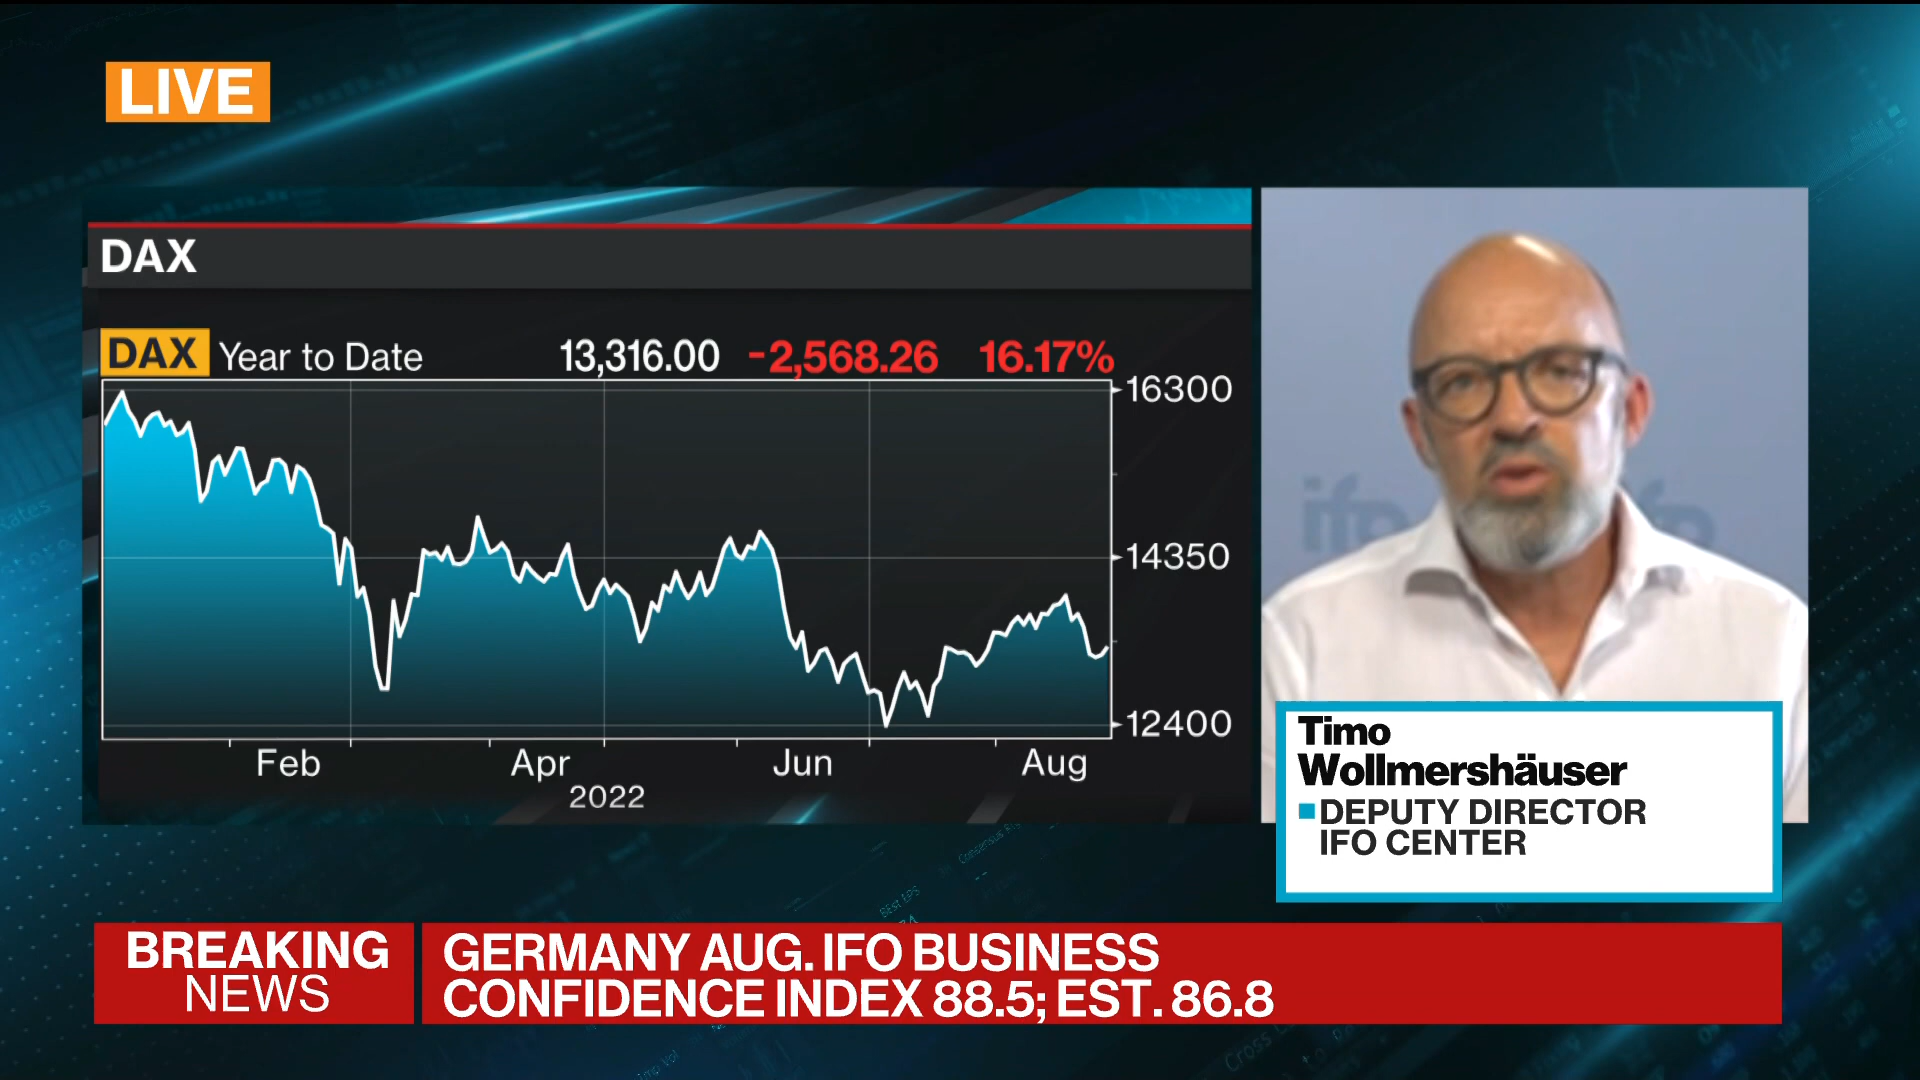 LIVE
DAX
DAX Year to Date 13,316.00 -2,568.26 16.17%
16300
14350
12400
Feb Apr Jun Aug
2022
ifo ifo
Timo
Wollmershäuser
DEPUTY DIRECTOR
IFO CENTER
BREAKING
NEWS
GERMANY AUG. IFO BUSINESS
CONFIDENCE INDEX 88.5; EST. 86.8